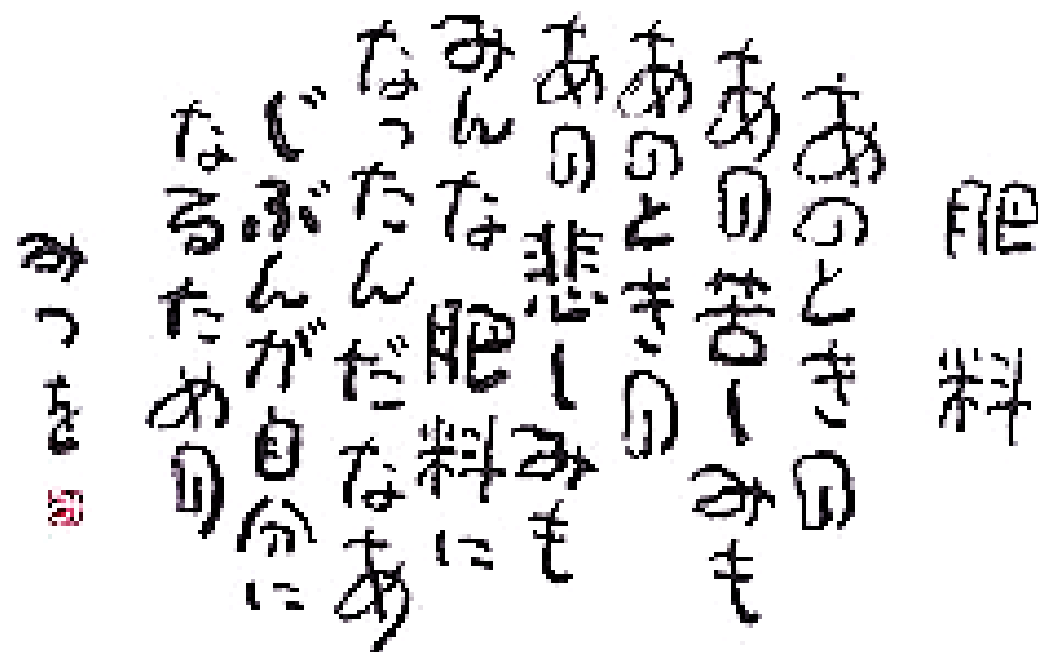 肥料
あのときの
あの苦しみも
あのときの
あの悲しみも
みんな肥料に
なったんだなあ
じぶんが自分に
なるための
みつを